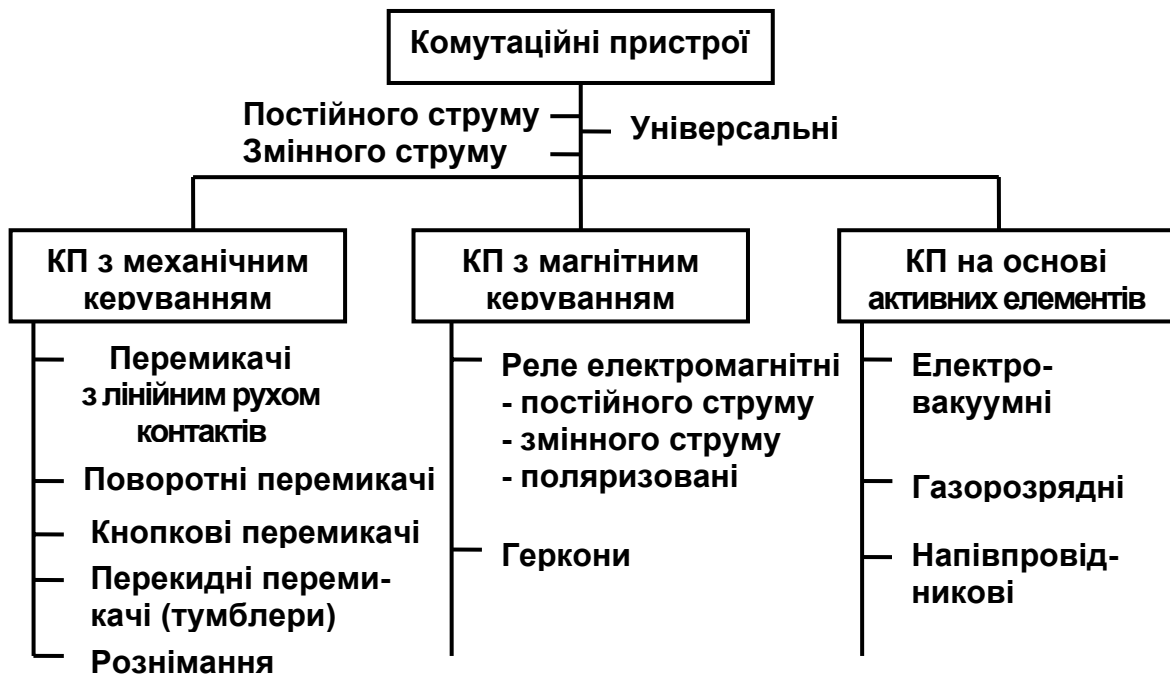 Комутаційні пристрої
Постійного струму
Змінного струму
Універсальні
КП з механічним
керуванням
Перемикачі
з лінійним рухом
контактів
Поворотні перемикачі
Кнопкові перемикачі
Перекидні переми-
качі (тумблери)
Рознімання
КП з магнітним
керуванням
Реле електромагнітні
- постійного струму
- змінного струму
- поляризовані
Геркони
КП на основі
активних елементів
Електро-
вакуумні
Газорозрядні
Напівпровід-
никові